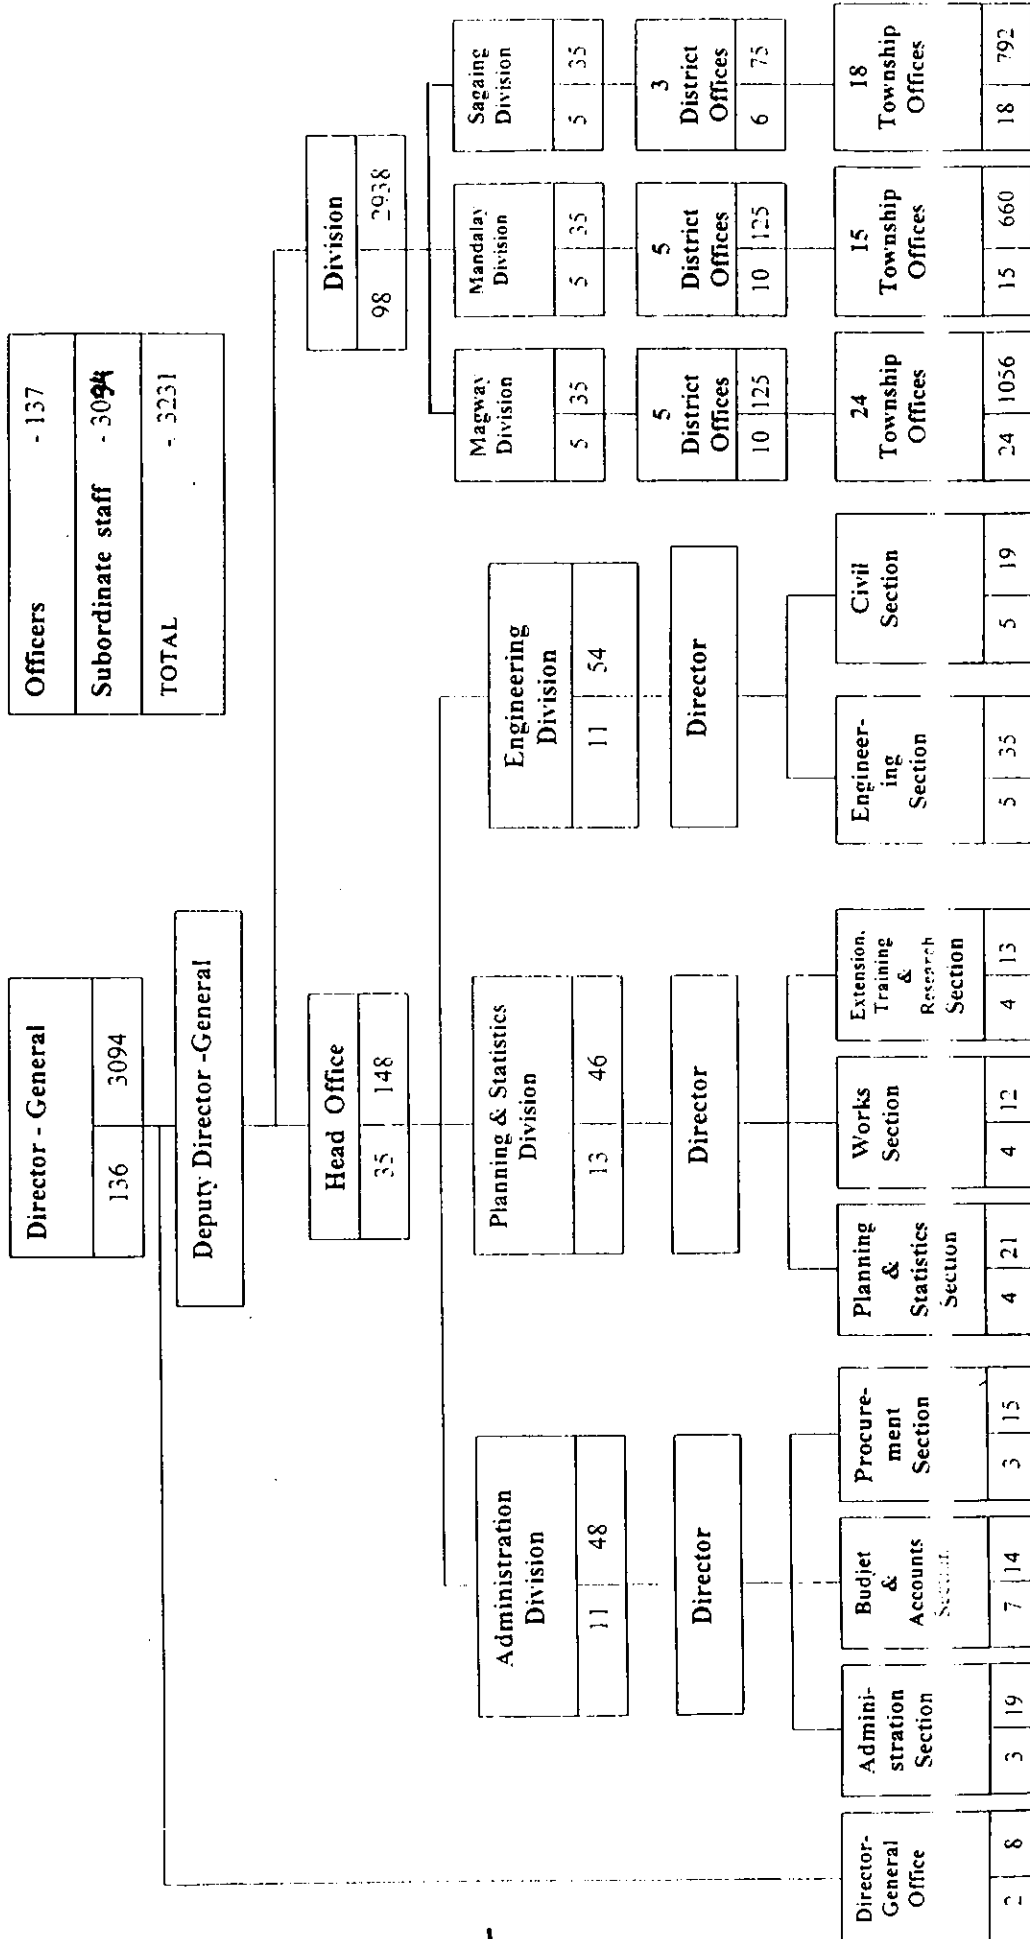 Officers - 137
Subordinate staff - 3094
TOTAL - 3231
Director - General
136 3094
Deputy Director -General
Head Office
35 148
Division
98 2938
Administration
Division
11 48
Planning & Statistics
Division
13 46
Engineering
Division
11 54
Magway
Division
5 35
Mandalay
Division
5 35
Sagaing
Division
5 35
Director
Director
Director
5
District
Offices
10 125
5
District
Offices
10 125
3
District
Offices
6 75
Director-
General
Office
2 8
Admini-
stration
Section
3 19
Budjet
&
Accounts
7 14
Procure-
ment
Section
3 15
Planning
&
Statistics
Section
4 21
Works
Section
4 12
Extension,
Training
&
Research
Section
4 13
Engineer-
ing
Section
5 35
Civil
Section
5 19
24
Township
Offices
24 1056
15
Township
Offices
15 660
18
Township
Offices
18 792